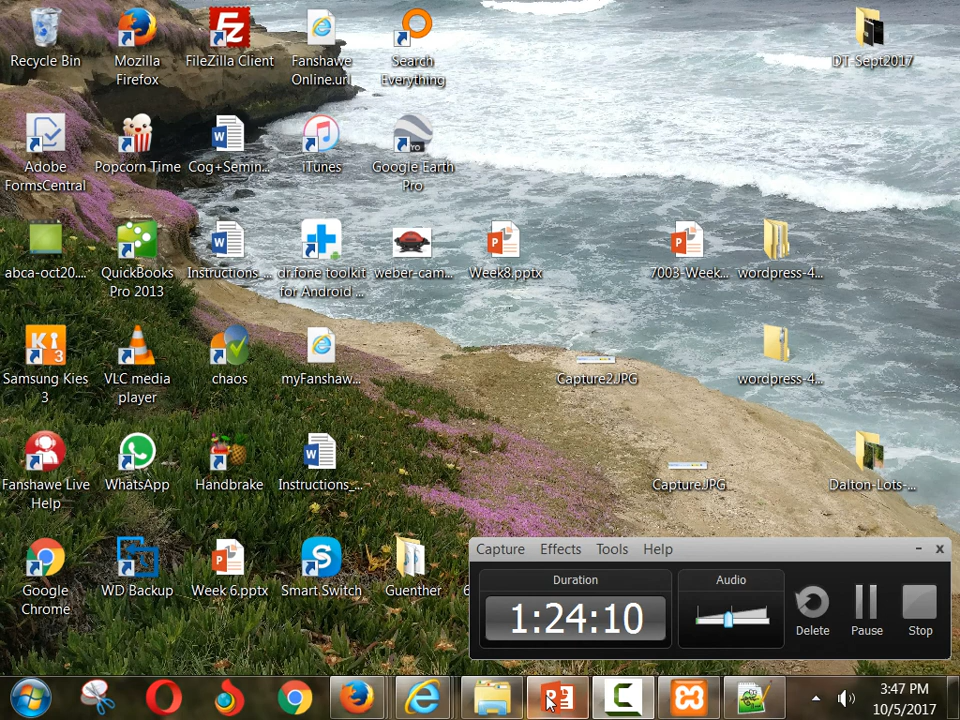 Recycle Bin
Mozilla
Firefox
FileZilla Client
Fanshawe
Online.url
Search
Everything
DT-Sept2017
Adobe
FormsCentral
Popcorn Time
Cog+Semin...
iTunes
Google Earth
Pro
abca-oct20....
QuickBooks
Pro 2013
Instructions_...
drfone toolkit
for Android ...
weber-cam...
Week8.pptx
7003-Week...
wordpress-4...
Samsung Kies
3
VLC media
player
chaos
myFanshaw...
Capture2.JPG
wordpress-4...
Fanshawe Live
Help
WhatsApp
Handbrake
Instructions_...
Capture.JPG
Dalton-Lots-...
Google
Chrome
WD Backup
Week 6.pptx
Smart Switch
Guenther
Capture Effects Tools Help
Duration
Audio
1:24:10
Delete
Pause
Stop
3:47 PM
10/5/2017